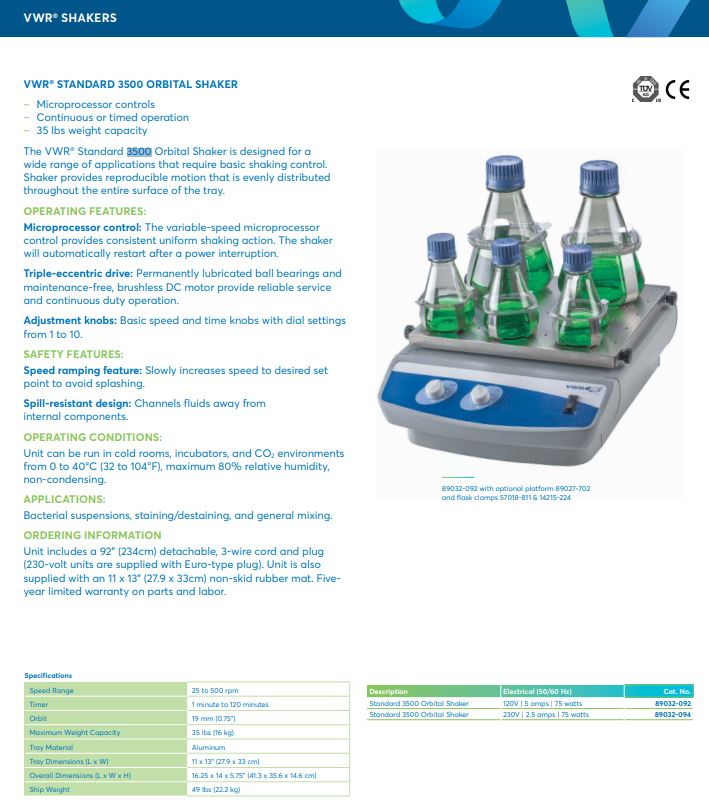 VWR® SHAKERS
VWR® STANDARD 3500 ORBITAL SHAKER
– Microprocessor controls
– Continuous or timed operation
– 35 lbs weight capacity
The VWR® Standard 3500 Orbital Shaker is designed for a
wide range of applications that require basic shaking control.
Shaker provides reproducible motion that is evenly distributed
throughout the entire surface of the tray.
OPERATING FEATURES:
Microprocessor control: The variable-speed microprocessor
control provides consistent uniform shaking action. The shaker
will automatically restart after a power interruption.
Triple-eccentric drive: Permanently lubricated ball bearings and
maintenance-free, brushless DC motor provide reliable service
and continuous duty operation.
Adjustment knobs: Basic speed and time knobs with dial settings
from 1 to 10.
SAFETY FEATURES:
Speed ramping feature: Slowly increases speed to desired set
point to avoid splashing.
Spill-resistant design: Channels fluids away from
internal components.
OPERATING CONDITIONS:
Unit can be run in cold rooms, incubators, and CO₂ environments
from 0 to 40°C (32 to 104°F), maximum 80% relative humidity,
non-condensing.
APPLICATIONS:
Bacterial suspensions, staining/destaining, and general mixing.
ORDERING INFORMATION
Unit includes a 92" (234cm) detachable, 3-wire cord and plug
(230-volt units are supplied with Euro-type plug). Unit is also
supplied with an 11 x 13" (27.9 x 33cm) non-skid rubber mat. Five-
year limited warranty on parts and labor.
TÜV
C US
CE
VWR
89032-092 with optional platform 89027-702
and flask clamps 57018-811 & 14215-224
Specifications
Speed Range 25 to 500 rpm
Timer 1 minute to 120 minutes
Orbit 19 mm (0.75")
Maximum Weight Capacity 35 lbs (16 kg)
Tray Material Aluminum
Tray Dimensions (L x W) 11 x 13" (27.9 x 33 cm)
Overall Dimensions (L x W x H) 16.25 x 14 x 5.75" (41.3 x 35.6 x 14.6 cm)
Ship Weight 49 lbs (22.2 kg)
Description Electrical (50/60 Hz) Cat. No.
Standard 3500 Orbital Shaker 120V | 5 amps | 75 watts 89032-092
Standard 3500 Orbital Shaker 230V | 2.5 amps | 75 watts 89032-094